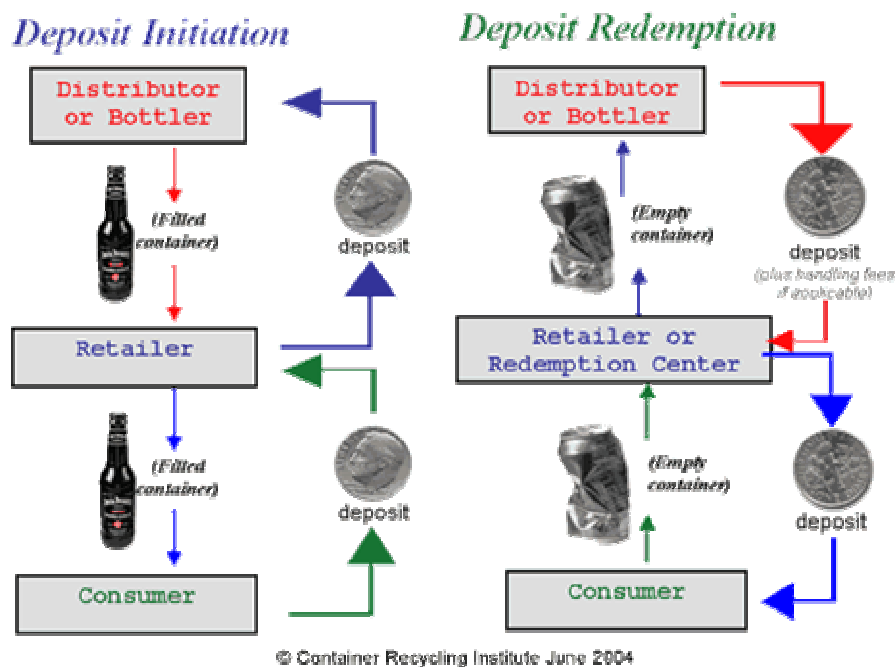 Deposit Initiation
Distributor
or Bottler
(Filled
container)
deposit
Retailer
(Filled
container)
deposit
Consumer
Deposit Redemption
Distributor
or Bottler
(Empty
container)
deposit
(plus handling fees
if applicable)
Retailer or
Redemption Center
(Empty
container)
deposit
Consumer
© Container Recycling Institute June 2004